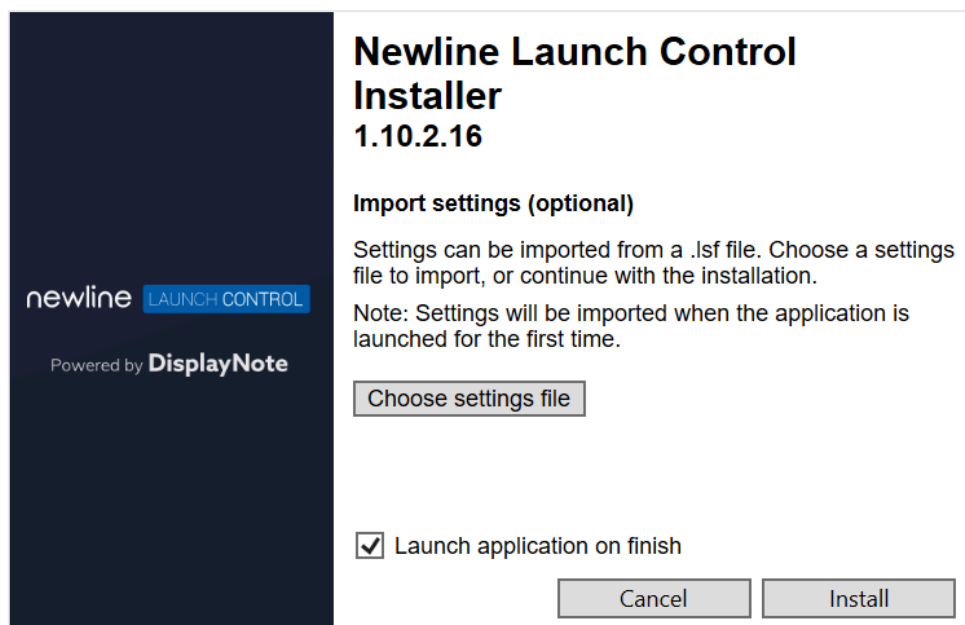 Newline Launch Control
Installer
1.10.2.16
Import settings (optional)
Settings can be imported from a .lsf file. Choose a settings
file to import, or continue with the installation.
Note: Settings will be imported when the application is
launched for the first time.
newline LAUNCH CONTROL
Powered by DisplayNote
Choose settings file
Launch application on finish
Cancel
Install